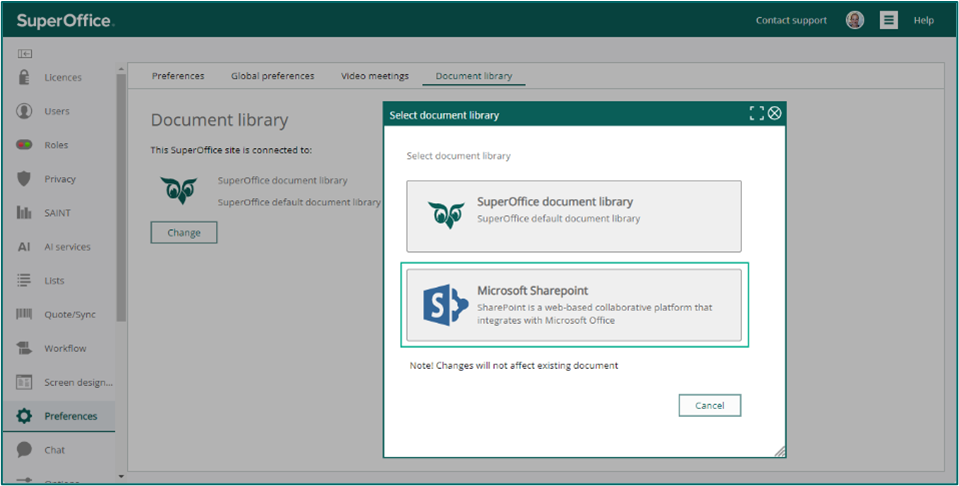 SuperOffice.
Contact support
Help
Licences
Users
Roles
Privacy
SAINT
AI
AI services
Lists
Quote/Sync
Workflow
Screen design...
Preferences
Chat
Options
Preferences
Global preferences
Video meetings
Document library
Document library
This SuperOffice site is connected to:
SuperOffice document library
SuperOffice default document library
Change
Select document library
Select document library
SuperOffice document library
SuperOffice default document library
S
Microsoft Sharepoint
SharePoint is a web-based collaborative platform that
integrates with Microsoft Office
Note! Changes will not affect existing document
Cancel